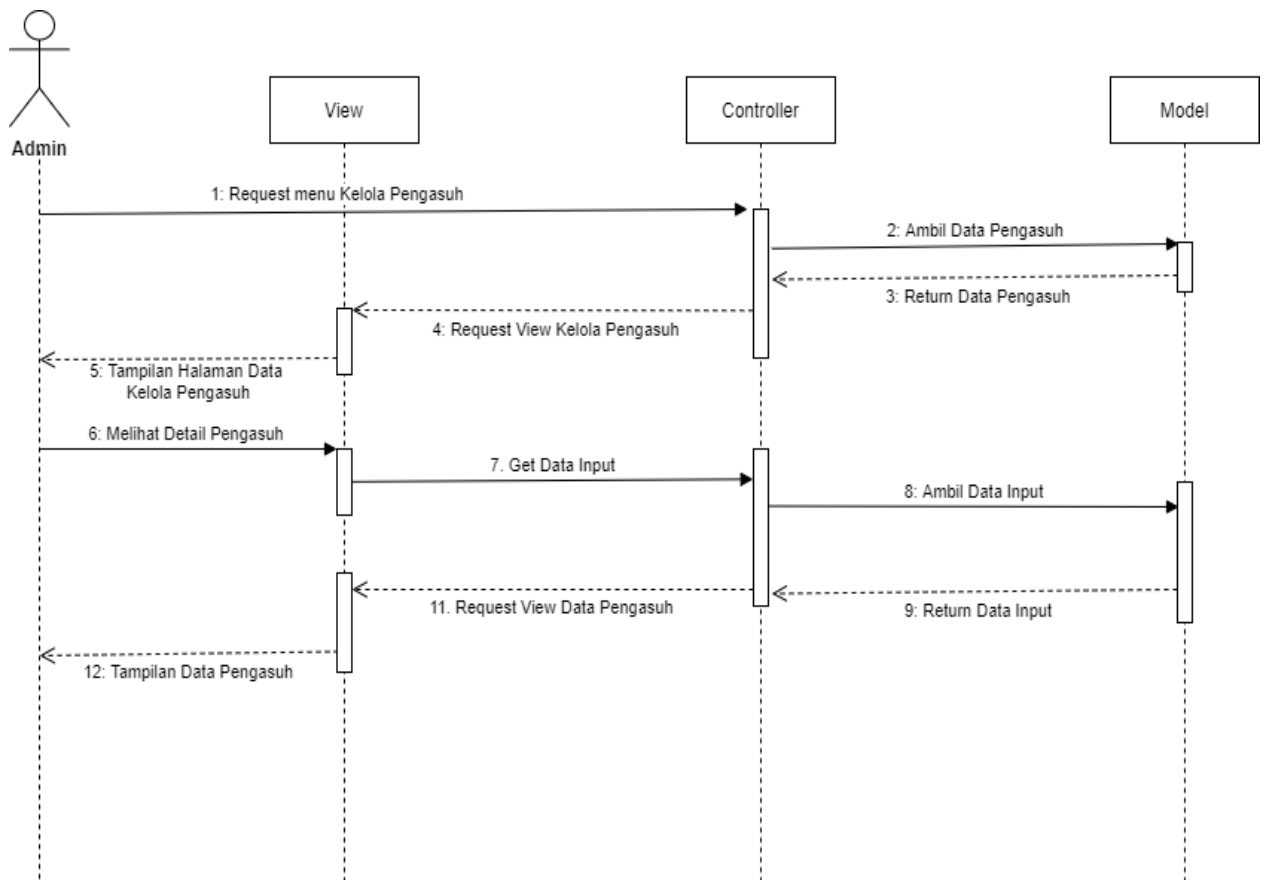 View
Controller
Model
Admin
1: Request menu Kelola Pengasuh
2: Ambil Data Pengasuh
3: Return Data Pengasuh
4: Request View Kelola Pengasuh
5: Tampilan Halaman Data
Kelola Pengasuh
6: Melihat Detail Pengasuh
7. Get Data Input
8: Ambil Data Input
11. Request View Data Pengasuh
9: Return Data Input
12: Tampilan Data Pengasuh